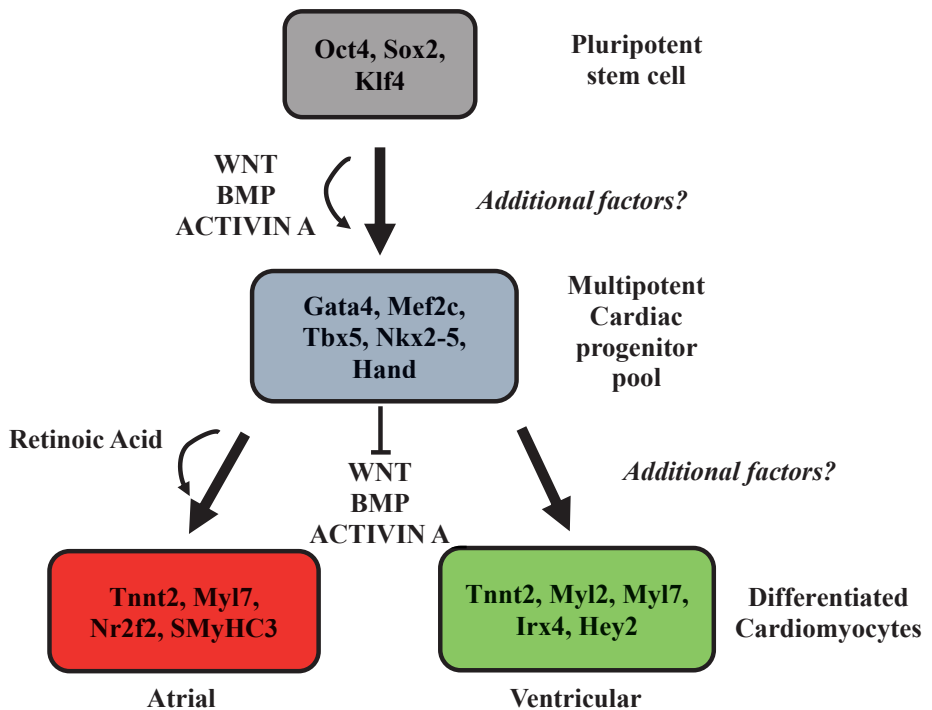 Oct4, Sox2,
Klf4
Pluripotent
stem cell
WNT
BMP
ACTIVIN A
Additional factors?
Gata4, Mef2c,
Tbx5, Nkx2-5,
Hand
Multipotent
Cardiac
progenitor
pool
Retinoic Acid
WNT
BMP
ACTIVIN A
Additional factors?
Tnnt2, Myl7,
Nr2f2, SMyHC3
Atrial
Tnnt2, Myl2, Myl7,
Irx4, Hey2
Ventricular
Differentiated
Cardiomyocytes